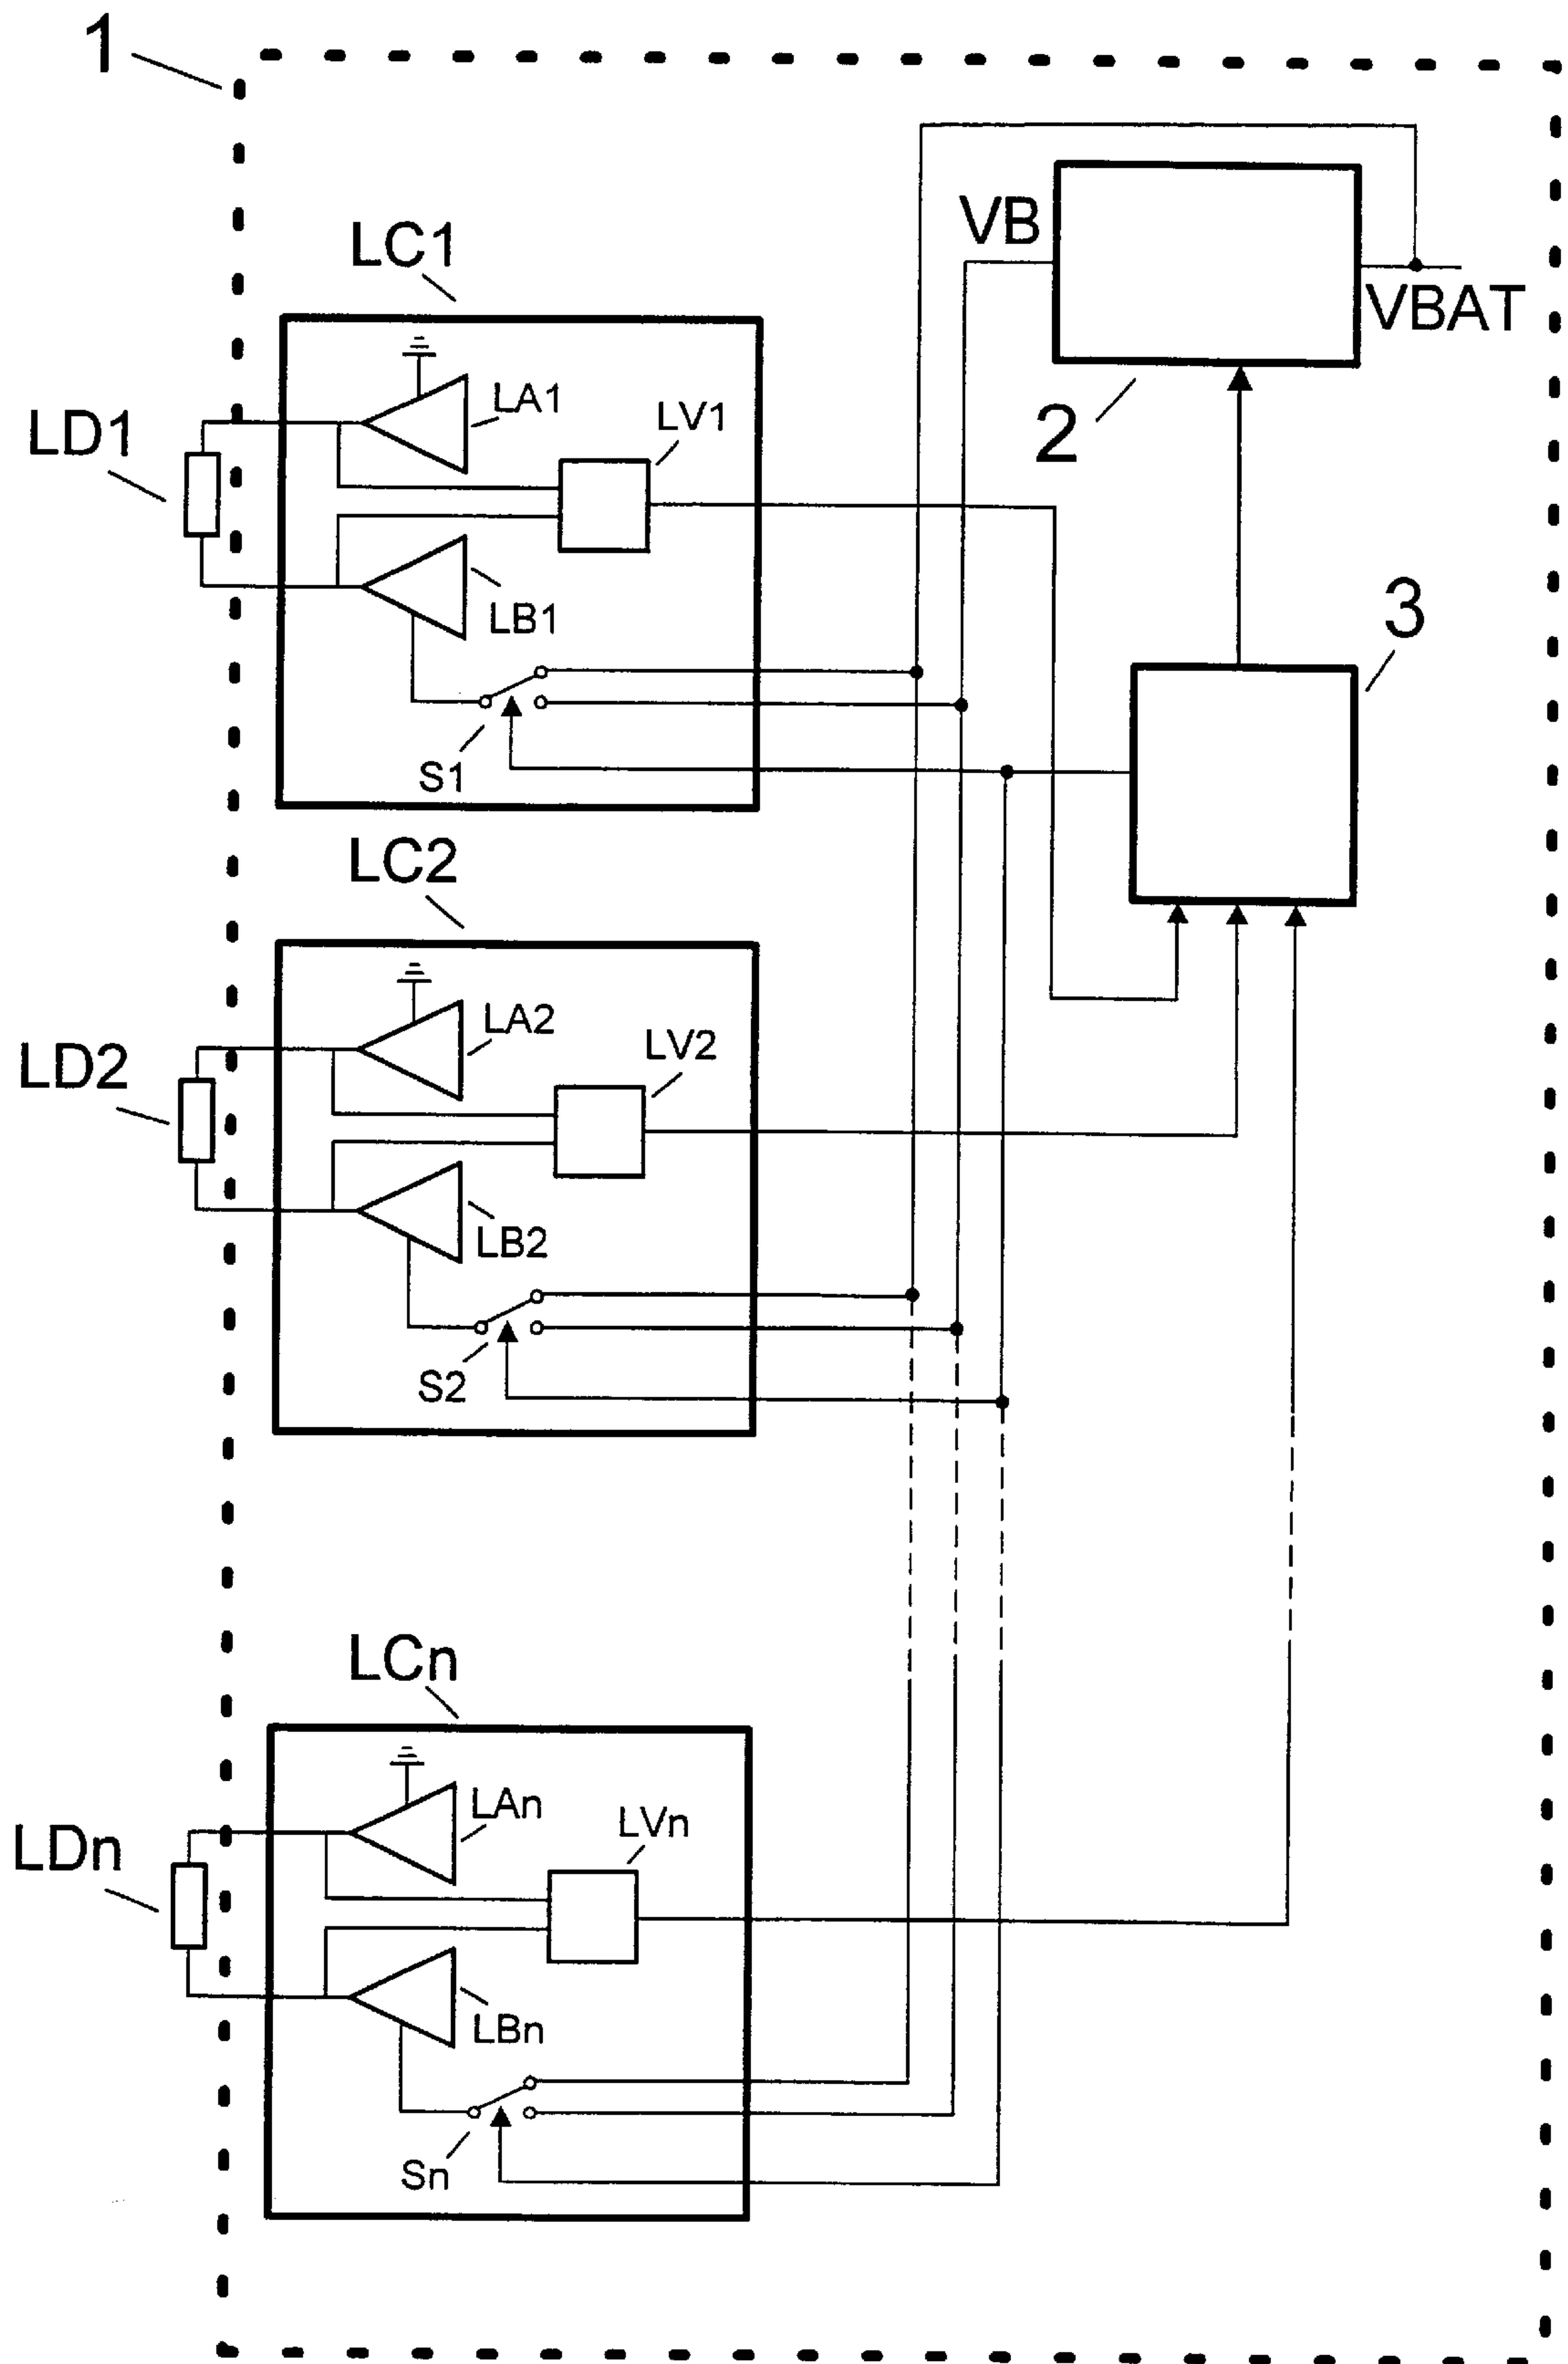 1
LC1
VB
VBAT
2
LA1
LV1
LD1
LB1
3
S1
LC2
LA2
LV2
LD2
LB2
S2
LCn
LAn
LVn
LDn
LBn
Sn